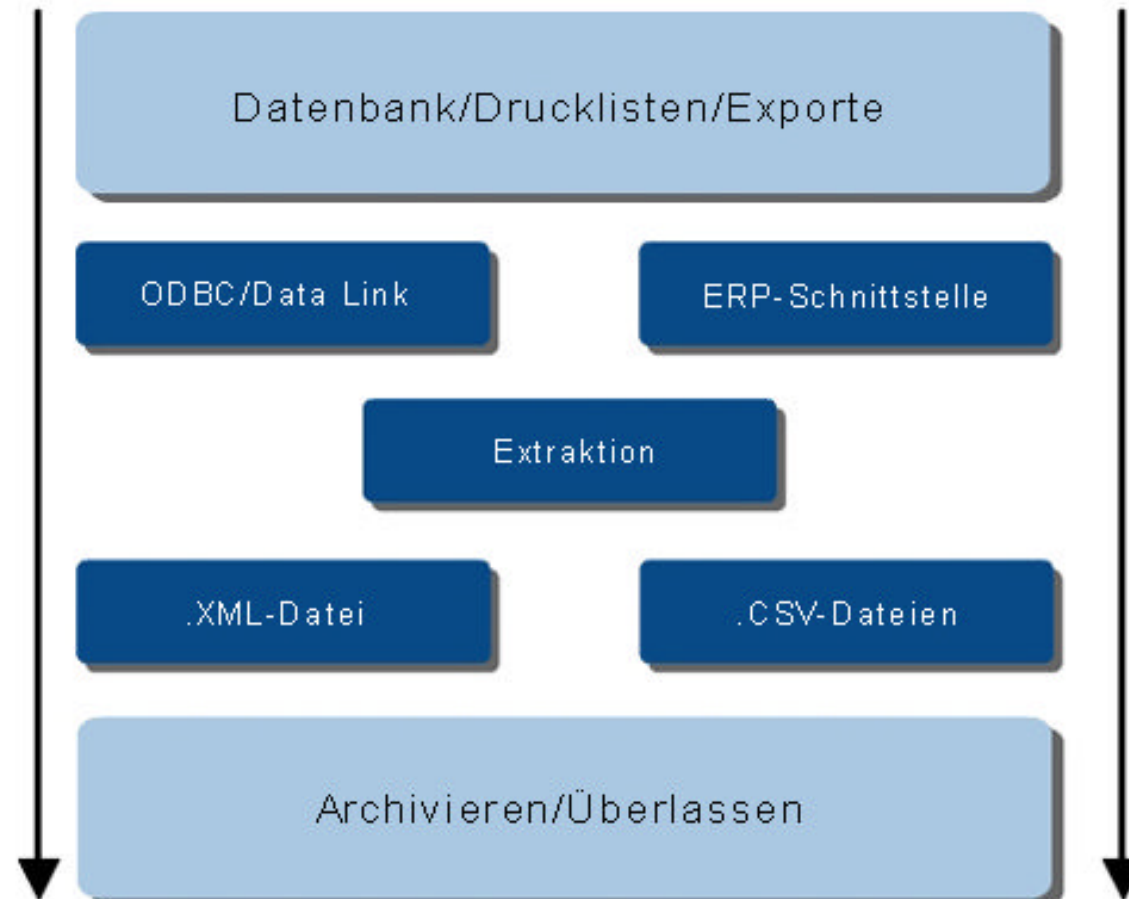 Datenbank/Drucklisten/Exporte
ODBC/Data Link
ERP-Schnittstelle
Extraktion
.XML-Datei
.CSV-Dateien
Archivieren/Überlassen